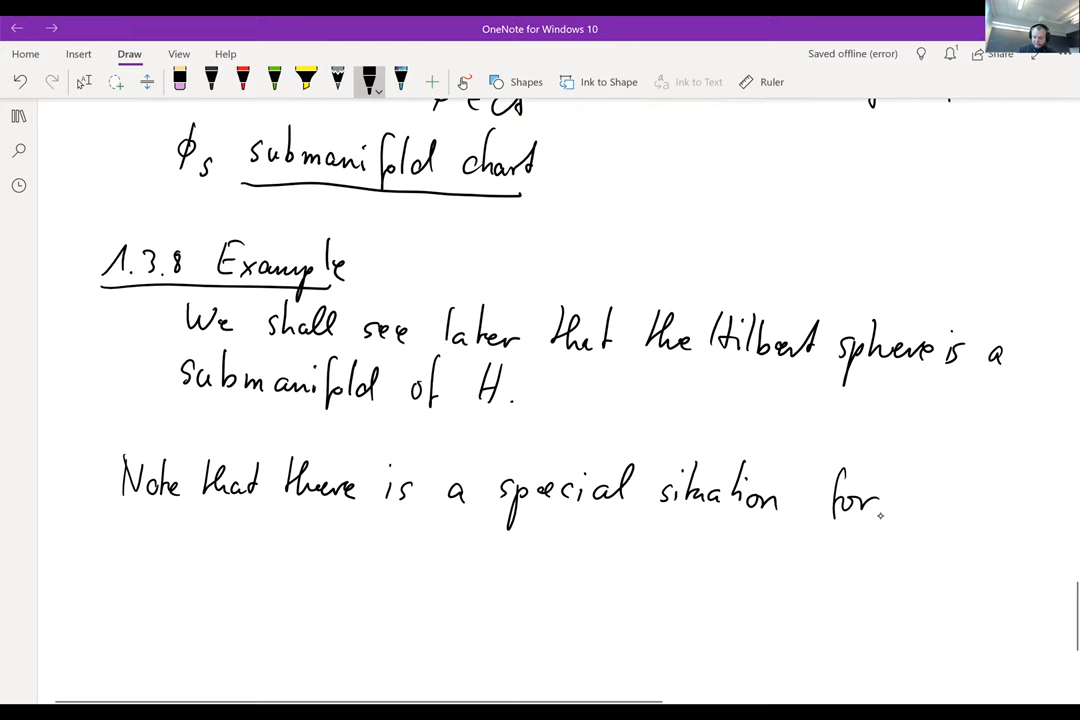 OneNote for Windows 10
Home Insert Draw View Help
Saved offline (error)
1
Share
Shapes
Ink to Shape
Ink to Text
Ruler
ϕs submanifold chart
1.3.8 Example
We shall see later that the Hilbert sphere is a
submanifold of H.
Note that there is a special situation for